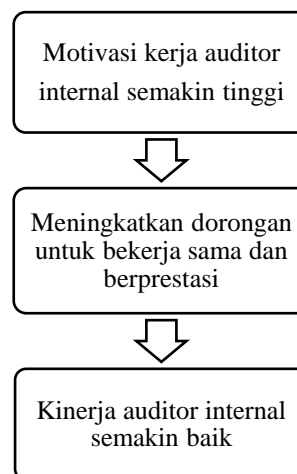 Motivasi kerja auditor
internal semakin tinggi
Meningkatkan dorongan
untuk bekerja sama dan
berprestasi
Kinerja auditor internal
semakin baik